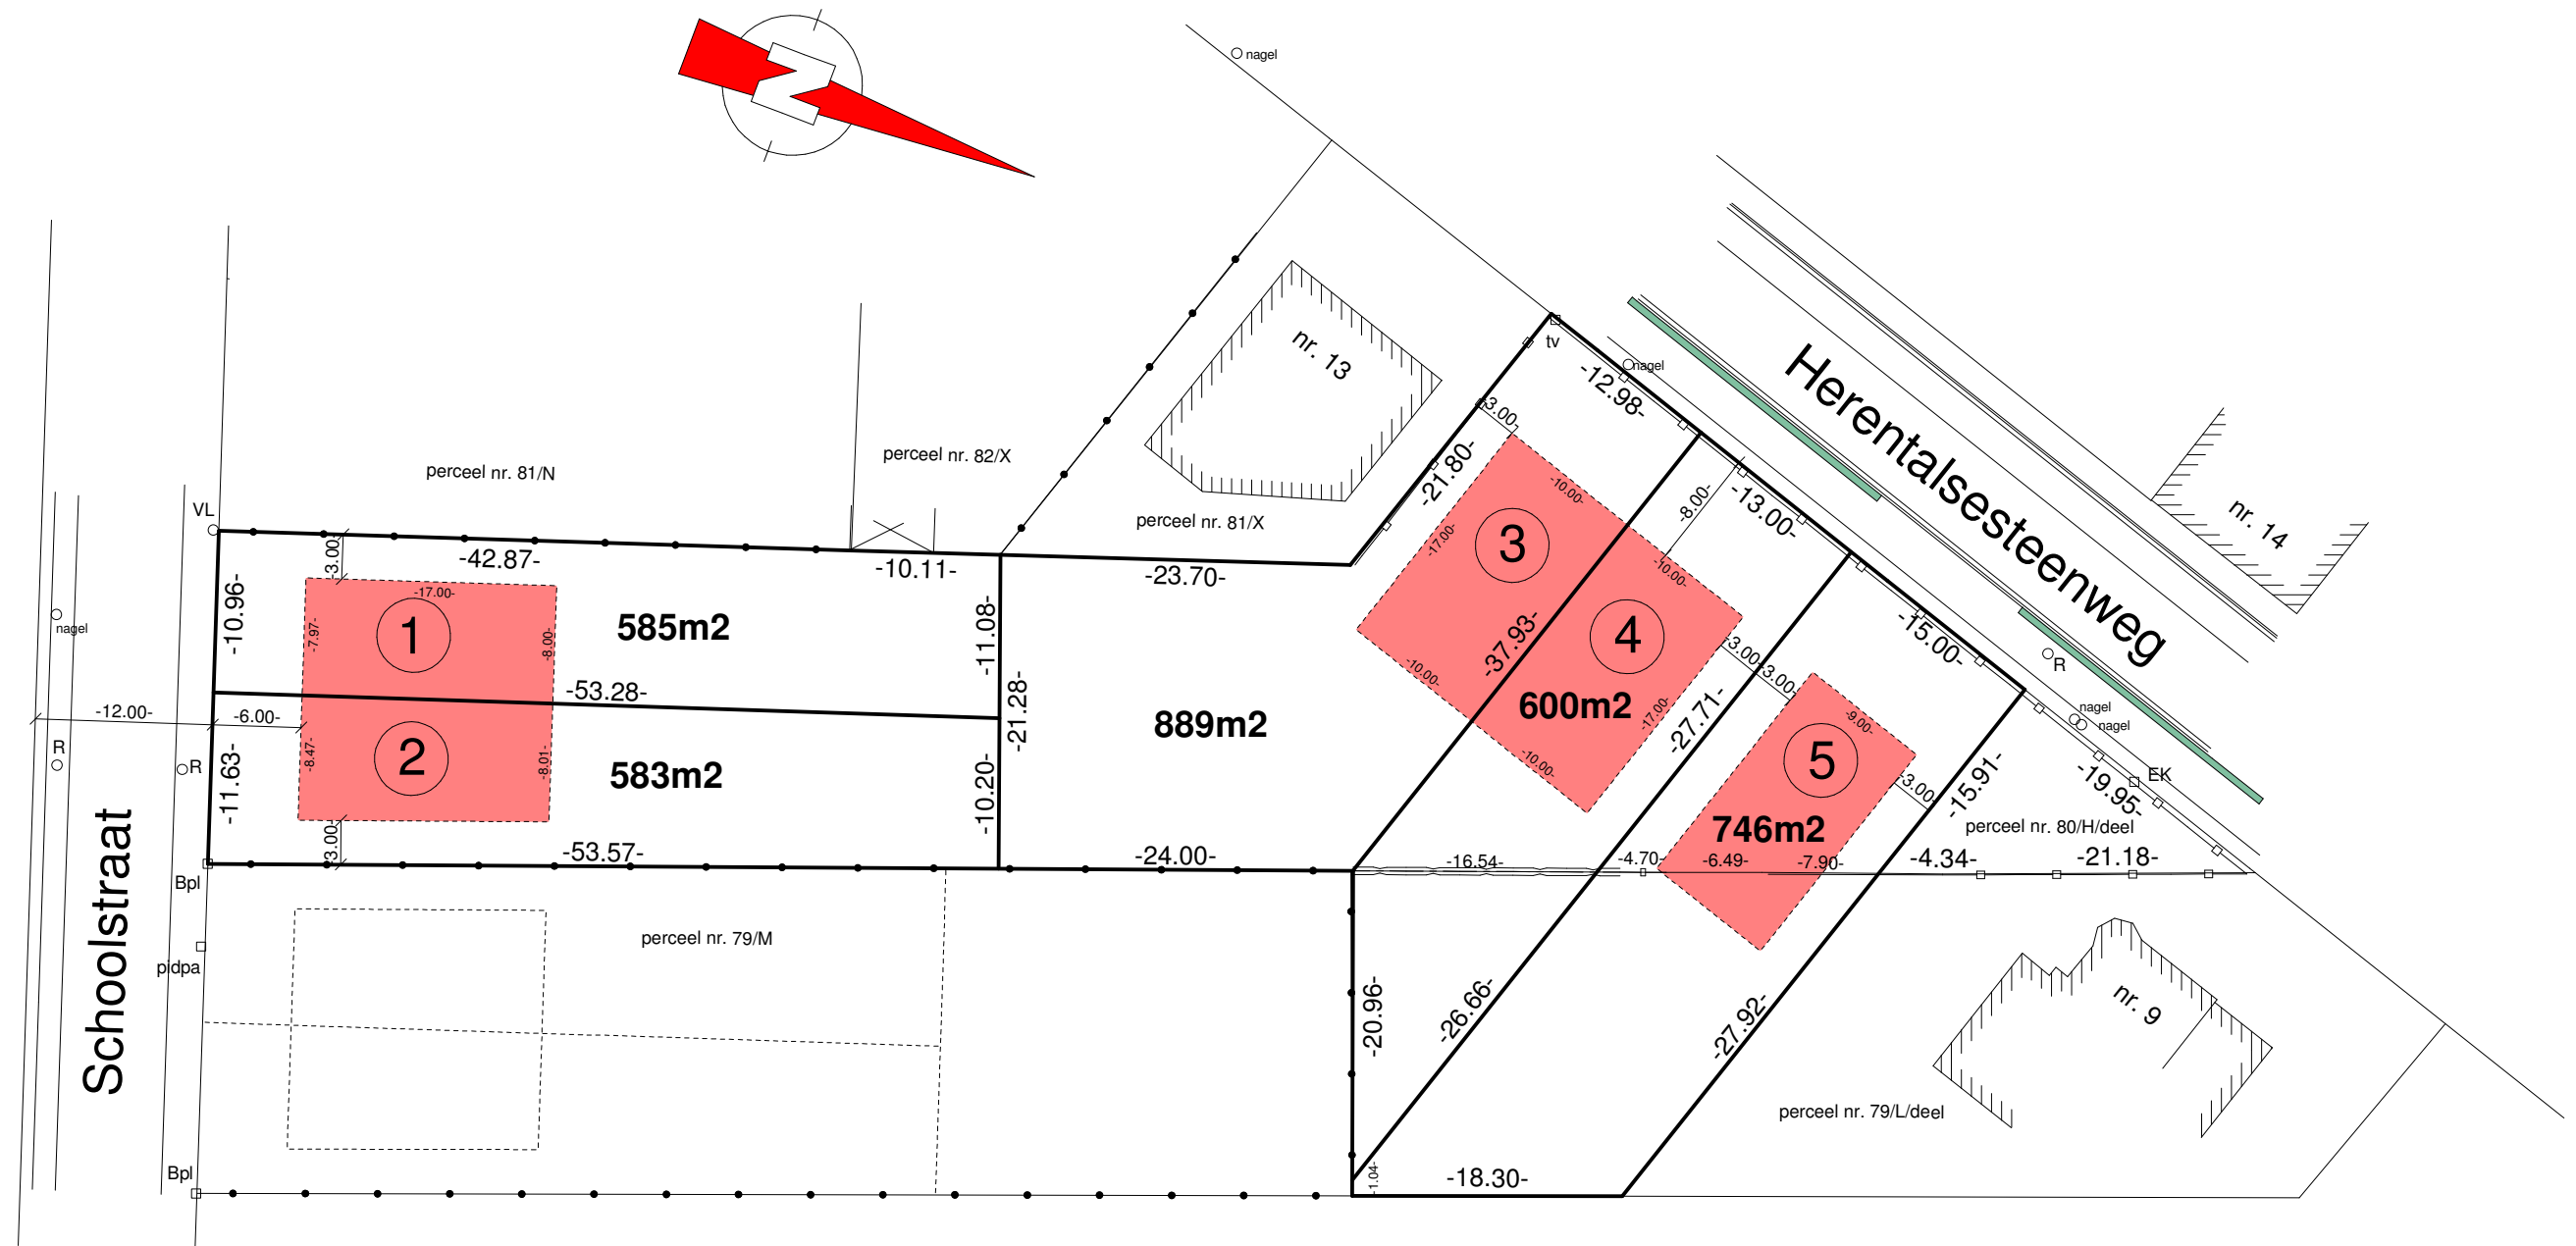 N
nagel
Herentalsesteenweg
nr. 13
nr. 14
tv
nagel
-12.98-
-13.00-
-15.00-
-19.95-
EK
R
nagel
nagel
perceel nr. 81/N
perceel nr. 82/X
perceel nr. 81/X
VL
-3.00-
-42.87-
-10.11-
-23.70-
-21.80-
-3.00-
-10.00-
-17.00-
3
-8.00-
-10.00-
4
-37.93-
600m2
-10.00-
-10.00-
-17.00-
-3.00-
-3.00-
-27.71-
-9.00-
5
746m2
-3.00-
-15.91-
perceel nr. 80/H/deel
-10.96-
-17.00-
-7.97-
1
-8.00-
585m2
-11.08-
-21.28-
889m2
nagel
-12.00-
-6.00-
-53.28-
R
R
-11.63-
-8.47-
2
-8.01-
583m2
-10.20-
-3.00-
-53.57-
-24.00-
-16.54-
-4.70-
-6.49-
-7.90-
-4.34-
-21.18-
Bpl
pidpa
Schoolstraat
perceel nr. 79/M
-20.96-
-26.66-
-27.92-
nr. 9
perceel nr. 79/L/deel
Bpl
-1.04-
-18.30-